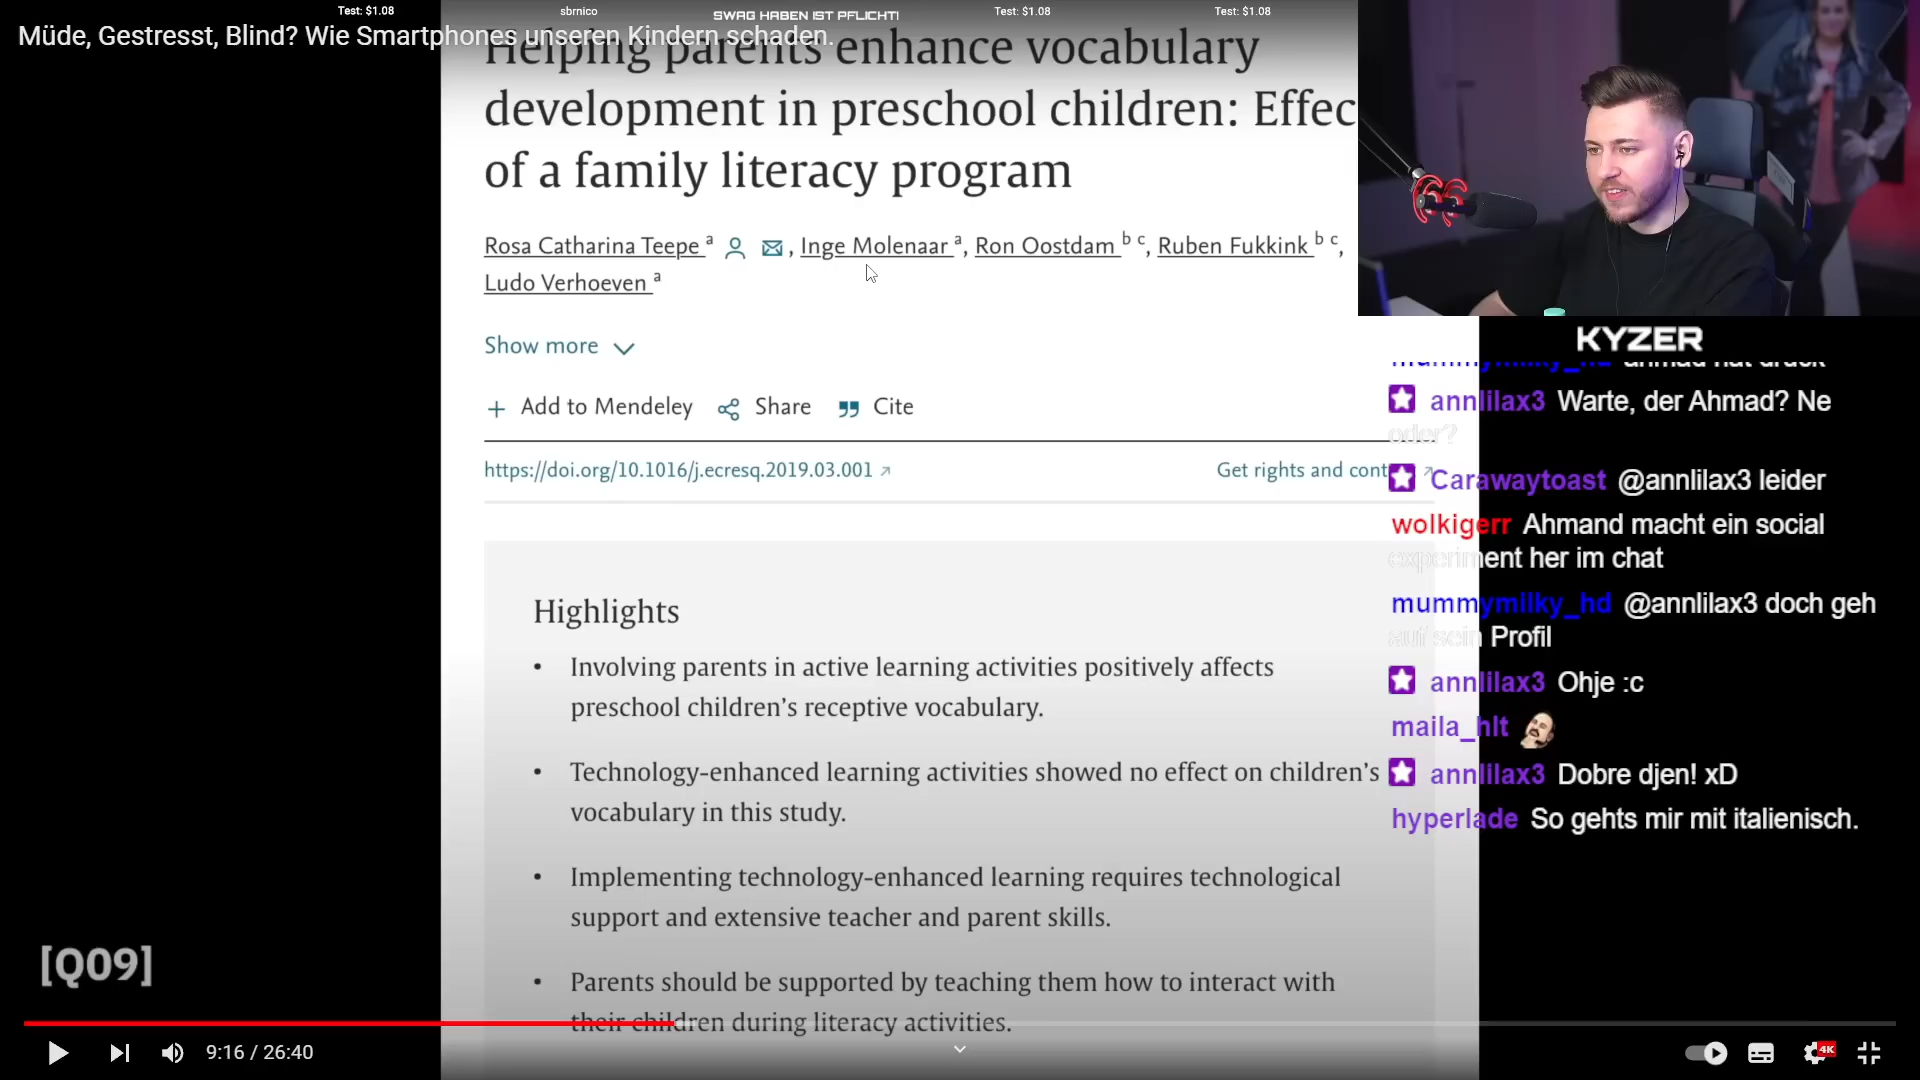 Test: $1.08
sbrnico
SWAG HABEN IST PFLICHT!
Test: $1.08
Test: $1.08
Müde, Gestresst, Blind? Wie Smartphones unseren Kindern schaden.
Helping parents enhance vocabulary
development in preschool children: Effec
of a family literacy program
Rosa Catharina Teepe a, Inge Molenaar a, Ron Oostdam b c, Ruben Fukkink b c,
Ludo Verhoeven a
Show more
+ Add to Mendeley Share Cite
https://doi.org/10.1016/j.ecresq.2019.03.001 Get rights and cont
Highlights
• Involving parents in active learning activities positively affects
preschool children's receptive vocabulary.
• Technology-enhanced learning activities showed no effect on children's
vocabulary in this study.
• Implementing technology-enhanced learning requires technological
support and extensive teacher and parent skills.
• Parents should be supported by teaching them how to interact with
their children during literacy activities.
KYZER
mummymilky_hd ahmad hat druck
annlilax3 Warte, der Ahmad? Ne
oder?
Carawaytoast @annlilax3 leider
wolkigerr Ahmand macht ein social
experiment her im chat
mummymilky_hd @annlilax3 doch geh
auf sein Profil
annlilax3 Ohje :c
maila_hlt
annlilax3 Dobre djen! xD
hyperlade So gehts mir mit italienisch.
[Q09]
9:16 / 26:40
4K